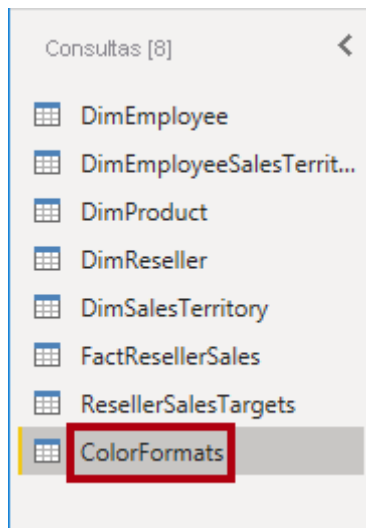 Consultas [8]
DimEmployee
DimEmployeeSalesTerrit...
DimProduct
DimReseller
DimSalesTerritory
FactResellerSales
ResellerSalesTargets
ColorFormats